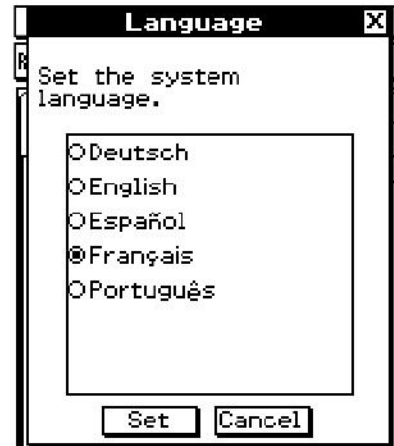 Language X
Set the system
language.
Deutsch
English
Español
Français
Português
Set Cancel